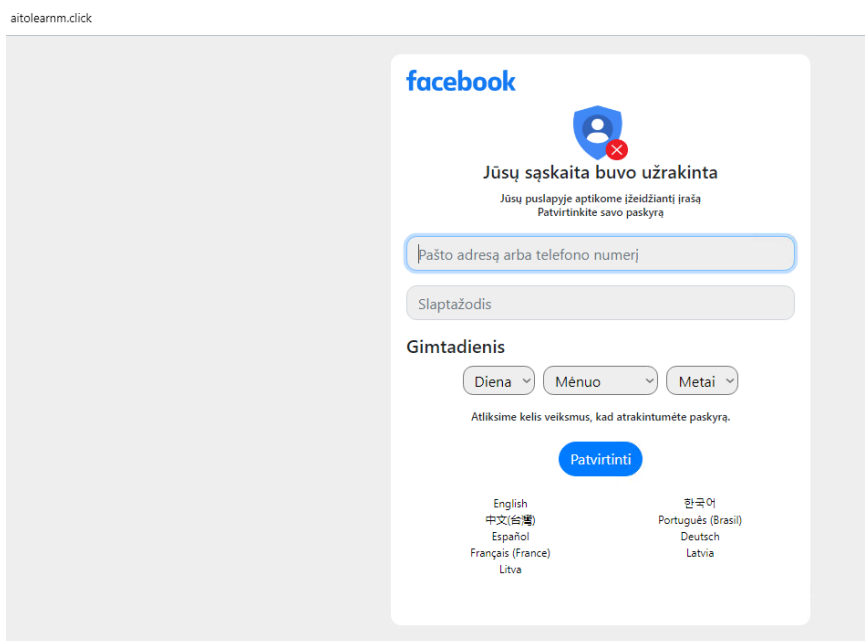 aitolearnm.click
facebook
Jūsų sąskaita buvo užrakinta
Jūsų puslapyje aptikome įžeidžiantį įrašą
Patvirtinkite savo paskyrą
Pašto adresą arba telefono numerį
Slaptažodis
Gimtadienis
Diena Mėnuo Metai
Atliksime kelis veiksmus, kad atrakintumėte paskyrą.
Patvirtinti
English 한국어
中文(台灣) Português (Brasil)
Español Deutsch
Français (France) Latvia
Litva